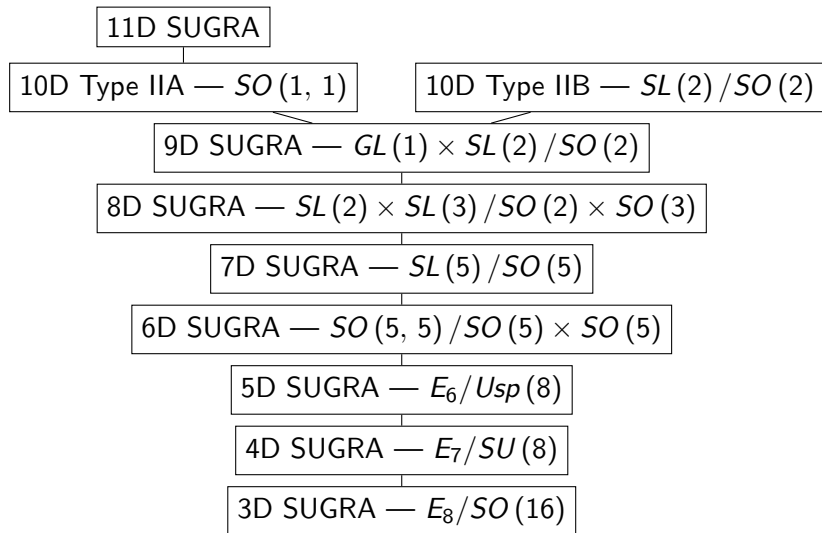 11D SUGRA
10D Type IIA — SO (1, 1)
10D Type IIB — SL (2) /SO (2)
9D SUGRA — GL (1) × SL (2) /SO (2)
8D SUGRA — SL (2) × SL (3) /SO (2) × SO (3)
7D SUGRA — SL (5) /SO (5)
6D SUGRA — SO (5, 5) /SO (5) × SO (5)
5D SUGRA — E₆/Usp (8)
4D SUGRA — E₇/SU (8)
3D SUGRA — E₈/SO (16)